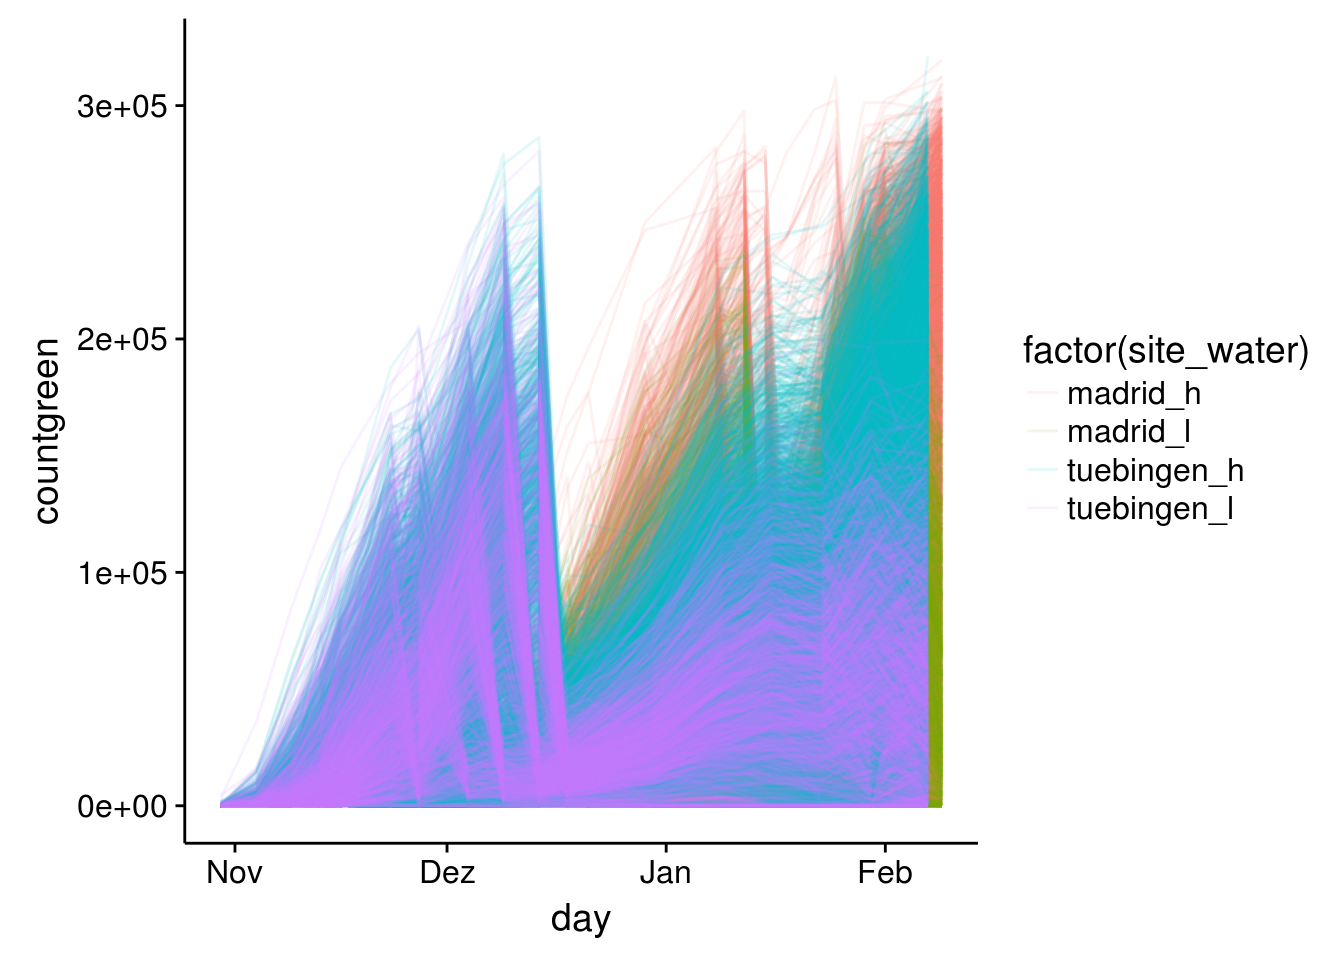 3e+05
2e+05
1e+05
0e+00
countgreen
Nov
Dez
Jan
Feb
day
factor(site_water)
madrid_h
madrid_l
tuebingen_h
tuebingen_l